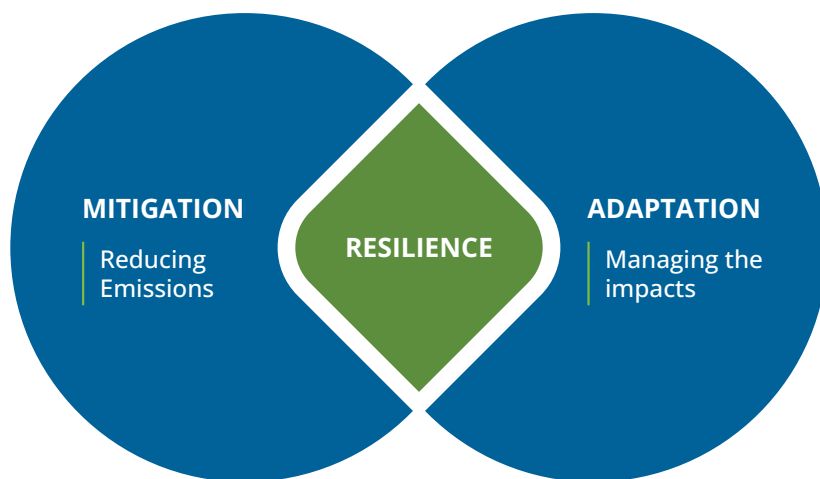 MITIGATION
Reducing
Emissions
RESILIENCE
ADAPTATION
Managing the
impacts